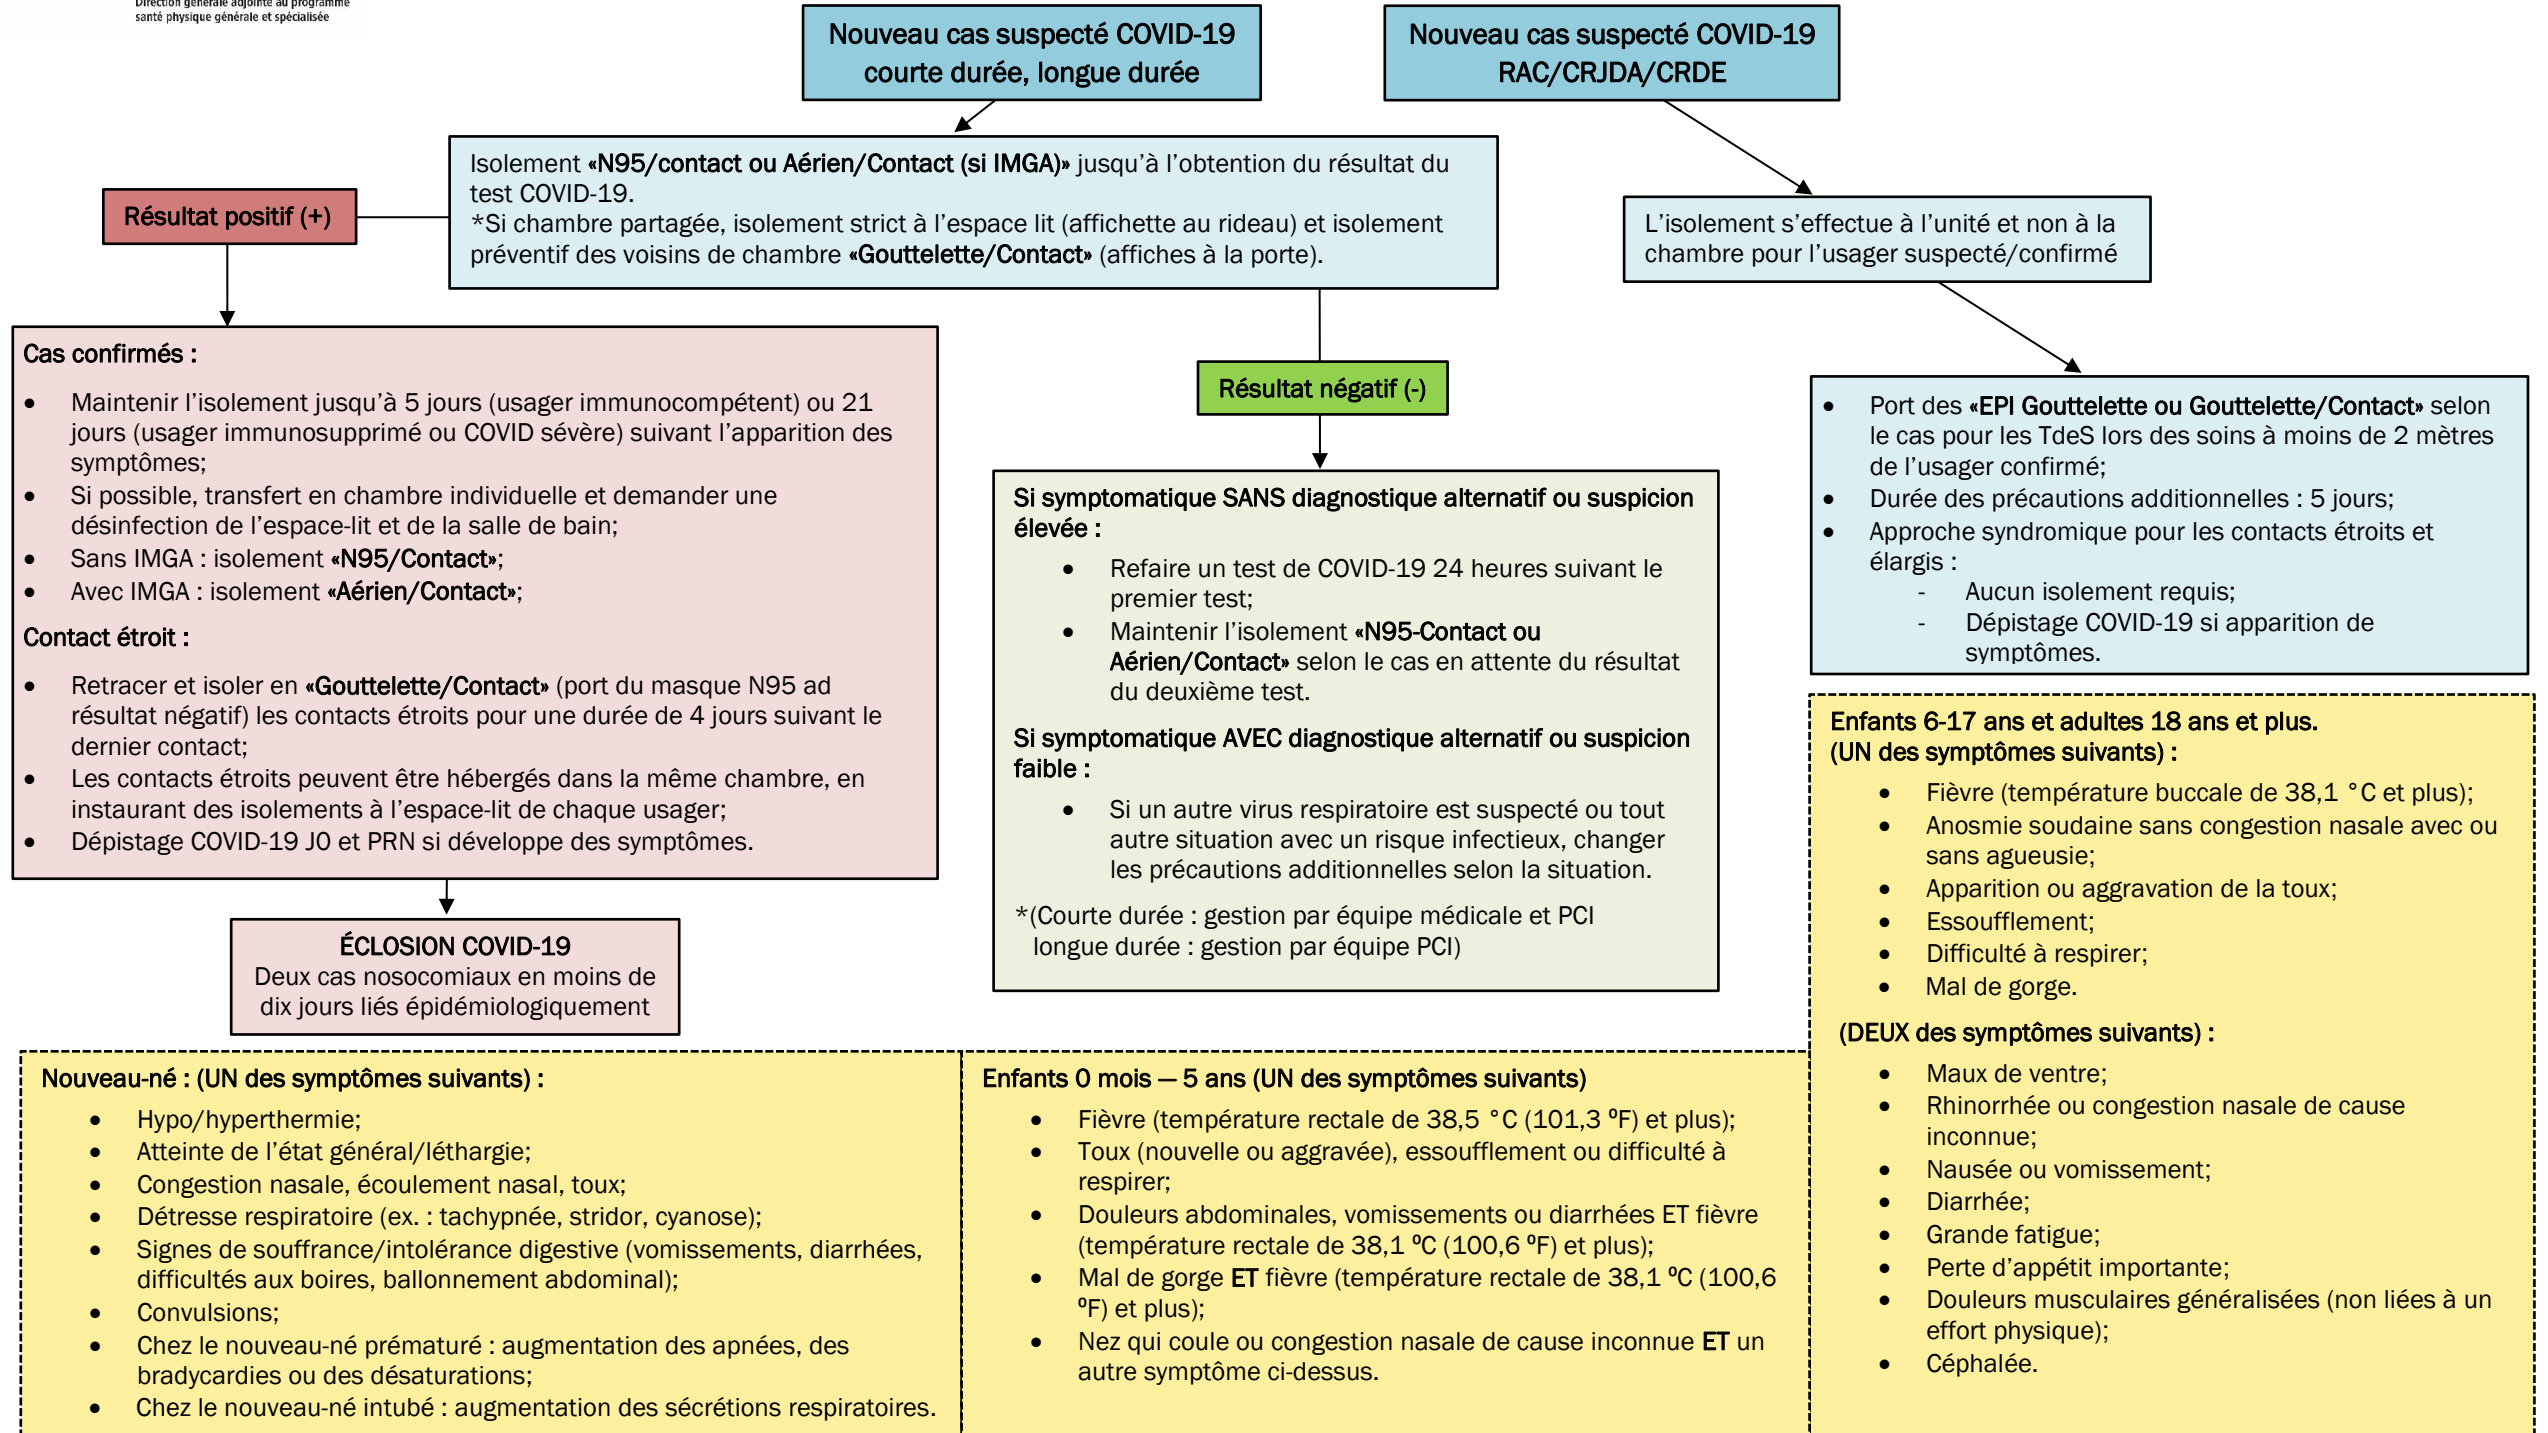 Direction générale adjointe au programme
santé physique générale et spécialisée
Nouveau cas suspecté COVID-19
courte durée, longue durée
Nouveau cas suspecté COVID-19
RAC/CRJDA/CRDE
Isolement «N95/contact ou Aérien/Contact (si IMGA)» jusqu’à l’obtention du résultat du
test COVID-19.
*Si chambre partagée, isolement strict à l’espace lit (affichette au rideau) et isolement
préventif des voisins de chambre «Gouttelette/Contact» (affiches à la porte).
Résultat positif (+)
L’isolement s’effectue à l’unité et non à la
chambre pour l’usager suspecté/confirmé
Cas confirmés :
• Maintenir l’isolement jusqu’à 5 jours (usager immunocompétent) ou 21
jours (usager immunosupprimé ou COVID sévère) suivant l’apparition des
symptômes;
• Si possible, transfert en chambre individuelle et demander une
désinfection de l’espace-lit et de la salle de bain;
• Sans IMGA : isolement «N95/Contact»;
• Avec IMGA : isolement «Aérien/Contact»;
Contact étroit :
• Retracer et isoler en «Gouttelette/Contact» (port du masque N95 ad
résultat négatif) les contacts étroits pour une durée de 4 jours suivant le
dernier contact;
• Les contacts étroits peuvent être hébergés dans la même chambre, en
instaurant des isolements à l’espace-lit de chaque usager;
• Dépistage COVID-19 J0 et PRN si développe des symptômes.
ÉCLOSION COVID-19
Deux cas nosocomiaux en moins de
dix jours liés épidémiologiquement
Résultat négatif (-)
Si symptomatique SANS diagnostique alternatif ou suspicion
élevée :
• Refaire un test de COVID-19 24 heures suivant le
premier test;
• Maintenir l’isolement «N95-Contact ou
Aérien/Contact» selon le cas en attente du résultat
du deuxième test.
Si symptomatique AVEC diagnostique alternatif ou suspicion
faible :
• Si un autre virus respiratoire est suspecté ou tout
autre situation avec un risque infectieux, changer
les précautions additionnelles selon la situation.
*(Courte durée : gestion par équipe médicale et PCI
longue durée : gestion par équipe PCI)
• Port des «EPI Gouttelette ou Gouttelette/Contact» selon
le cas pour les TdeS lors des soins à moins de 2 mètres
de l’usager confirmé;
• Durée des précautions additionnelles : 5 jours;
• Approche syndromique pour les contacts étroits et
élargis :
- Aucun isolement requis;
- Dépistage COVID-19 si apparition de
symptômes.
Enfants 6-17 ans et adultes 18 ans et plus.
(UN des symptômes suivants) :
• Fièvre (température buccale de 38,1 °C et plus);
• Anosmie soudaine sans congestion nasale avec ou
sans agueusie;
• Apparition ou aggravation de la toux;
• Essoufflement;
• Difficulté à respirer;
• Mal de gorge.
(DEUX des symptômes suivants) :
• Maux de ventre;
• Rhinorrhée ou congestion nasale de cause
inconnue;
• Nausée ou vomissement;
• Diarrhée;
• Grande fatigue;
• Perte d’appétit importante;
• Douleurs musculaires généralisées (non liées à un
effort physique);
• Céphalée.
Nouveau-né : (UN des symptômes suivants) :
• Hypo/hyperthermie;
• Atteinte de l’état général/léthargie;
• Congestion nasale, écoulement nasal, toux;
• Détresse respiratoire (ex. : tachypnée, stridor, cyanose);
• Signes de souffrance/intolérance digestive (vomissements, diarrhées,
difficultés aux boires, ballonnement abdominal);
• Convulsions;
• Chez le nouveau-né prématuré : augmentation des apnées, des
bradycardies ou des désaturations;
• Chez le nouveau-né intubé : augmentation des sécrétions respiratoires.
Enfants 0 mois — 5 ans (UN des symptômes suivants)
• Fièvre (température rectale de 38,5 °C (101,3 ⁰F) et plus);
• Toux (nouvelle ou aggravée), essoufflement ou difficulté à
respirer;
• Douleurs abdominales, vomissements ou diarrhées ET fièvre
(température rectale de 38,1 ⁰C (100,6 ⁰F) et plus);
• Mal de gorge ET fièvre (température rectale de 38,1 ⁰C (100,6
⁰F) et plus);
• Nez qui coule ou congestion nasale de cause inconnue ET un
autre symptôme ci-dessus.